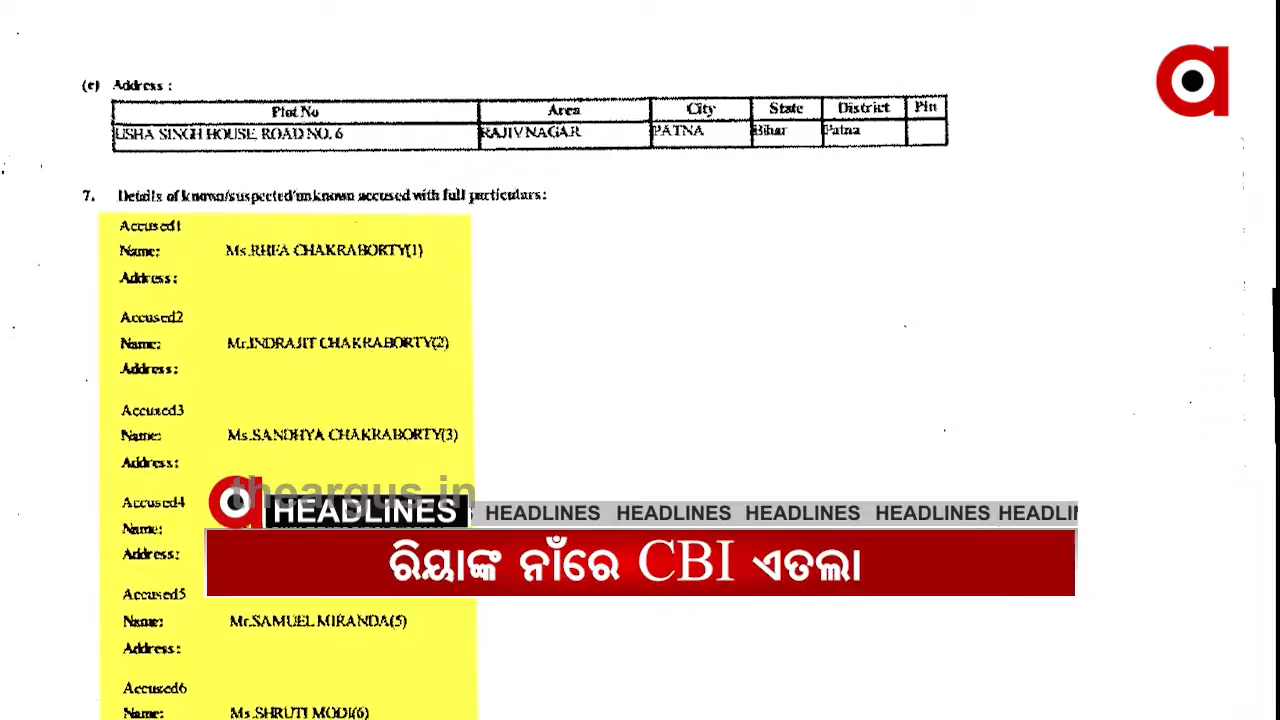 (e) Address :
Plot No Area City State District Pin
USHA SINGH HOUSE, ROAD NO. 6 RAJIV NAGAR PATNA Bihar Patna
7. Details of known/suspected/unknown accused with full particulars:
Accused1
Name: Ms.RHEA CHAKRABORTY(1)
Address :
Accused2
Name: Mr.INDRAJIT CHAKRABORTY(2)
Address :
Accused3
Name: Ms.SANDHYA CHAKRABORTY(3)
Address :
Accused4
theargus.in
HEADLINES HEADLINES HEADLINES HEADLINES HEADLINES
Name:
Address :
ରିୟାଙ୍କ ନାଁରେ CBI ଏତଲା
Accused5
Name: Mr.SAMUEL MIRANDA(5)
Address :
Accused6
Name: Ms.SHRUTI MODI(6)